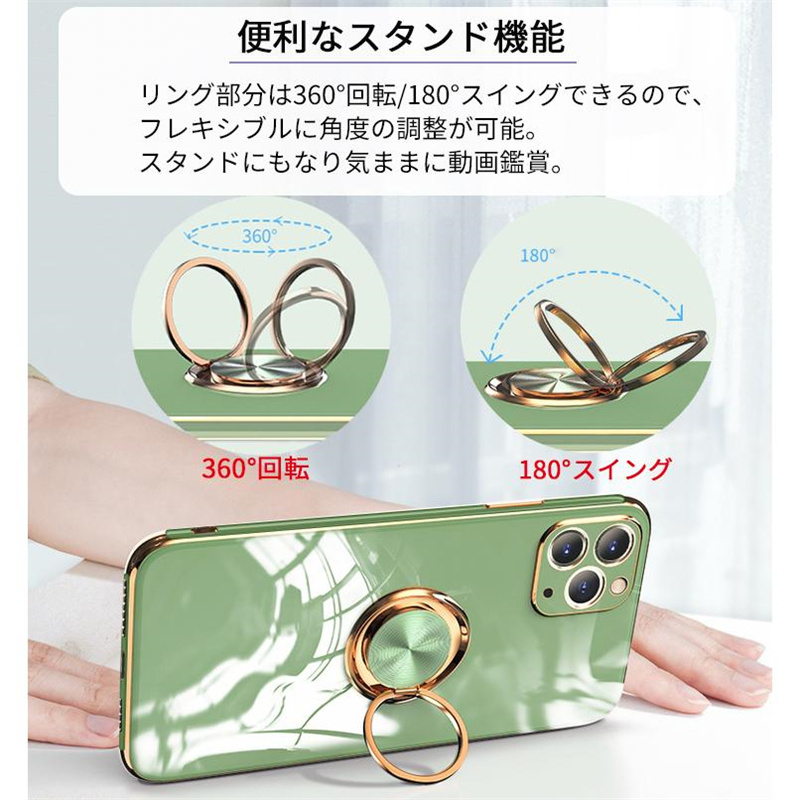 便利なスタンド機能
リング部分は360°回転/180°スイングできるので、
フレキシブルに角度の調整が可能。
スタンドにもなり気ままに動画鑑賞。
360°
180°
360°回転
180°スイング